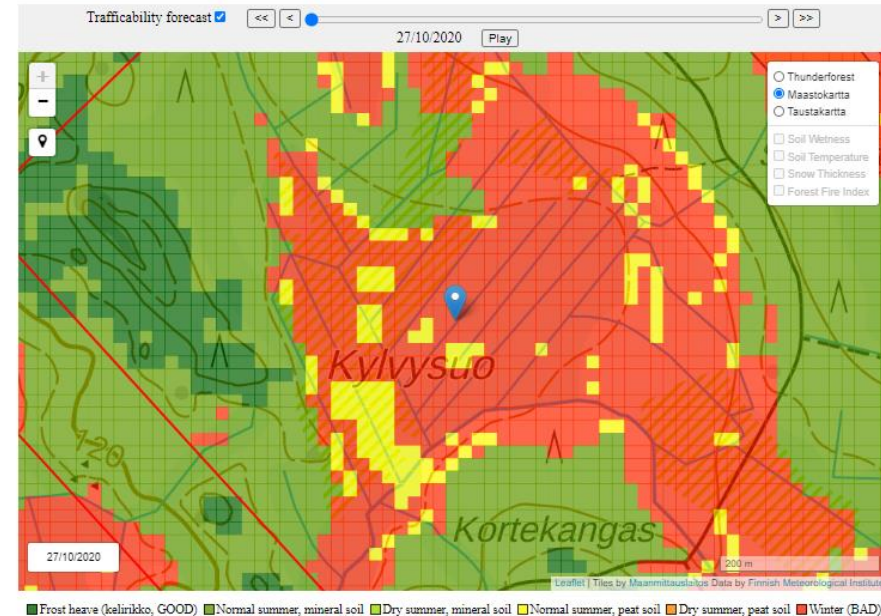 Trafficability forecast << < > >>
27/10/2020 Play
+
-
Thunderforest
Maastokartta
Taustakartta
Soil Wetness
Soil Temperature
Snow Thickness
Forest Fire Index
Kylvysuo
120
Kortekangas
27/10/2020
200 m
Leaflet | Tiles by Maanmittauslaitos Data by Finnish Meteorological Institute
Frost heave (kelirikko, GOOD) Normal summer, mineral soil Dry summer, mineral soil Normal summer, peat soil Dry summer, peat soil Winter (BAD)